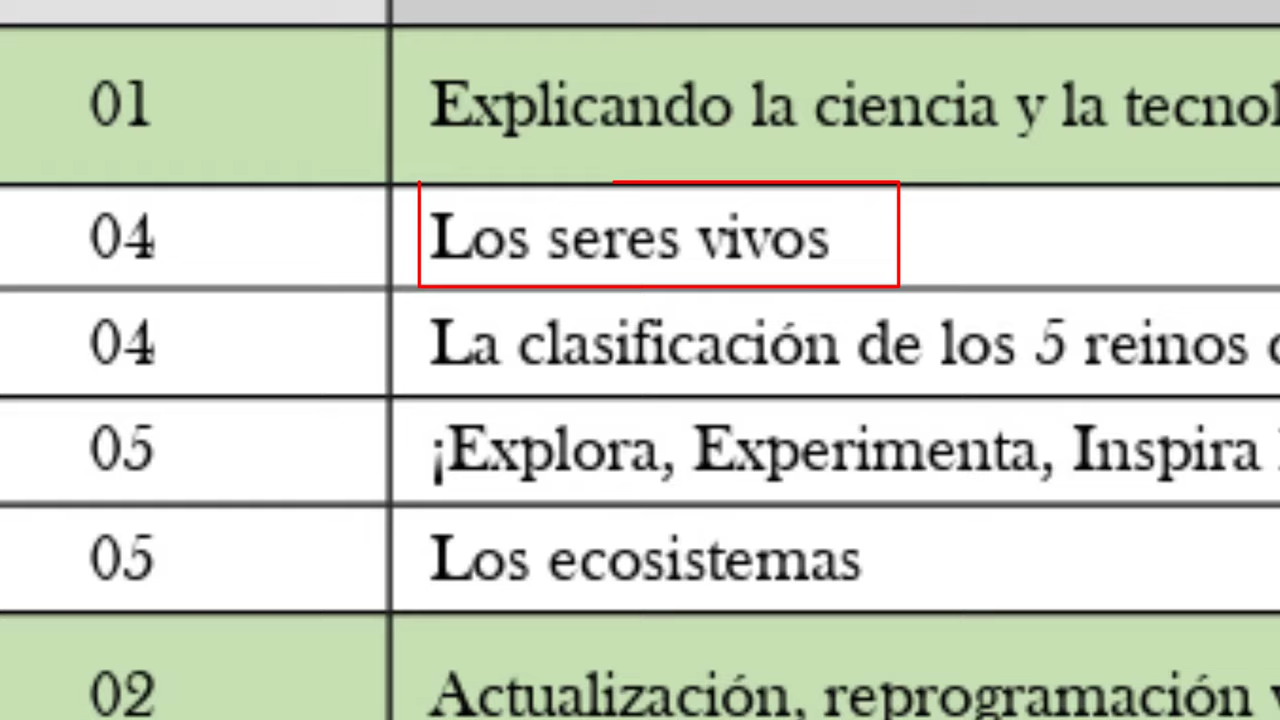 01 Explicando la ciencia y la tecnol
04 Los seres vivos
04 La clasificación de los 5 reinos
05 ¡Explora, Experimenta, Inspira
05 Los ecosistemas
02 Actualización, reprogramación